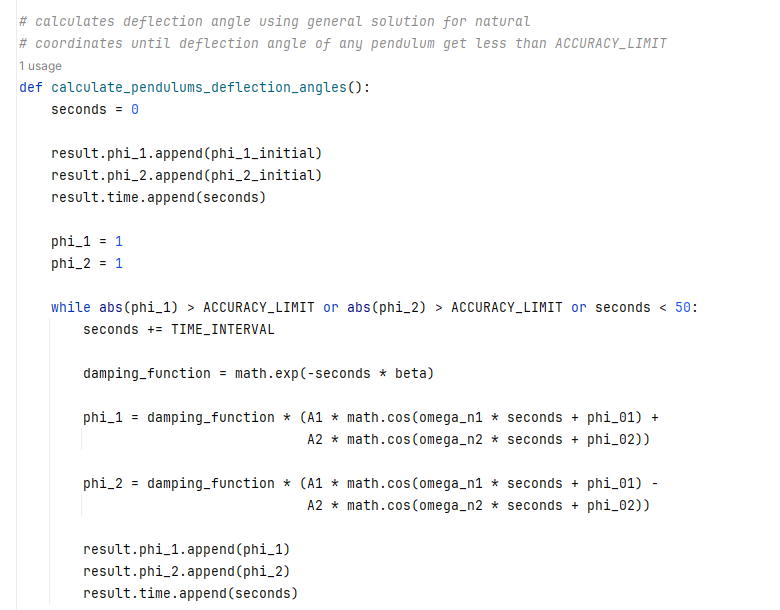 # calculates deflection angle using general solution for natural
# coordinates until deflection angle of any pendulum get less than ACCURACY_LIMIT
1 usage
def calculate_pendulums_deflection_angles():
    seconds = 0

    result.phi_1.append(phi_1_initial)
    result.phi_2.append(phi_2_initial)
    result.time.append(seconds)

    phi_1 = 1
    phi_2 = 1

    while abs(phi_1) > ACCURACY_LIMIT or abs(phi_2) > ACCURACY_LIMIT or seconds < 50:
        seconds += TIME_INTERVAL

        damping_function = math.exp(-seconds * beta)

        phi_1 = damping_function * (A1 * math.cos(omega_n1 * seconds + phi_01) +
                                    A2 * math.cos(omega_n2 * seconds + phi_02))

        phi_2 = damping_function * (A1 * math.cos(omega_n1 * seconds + phi_01) -
                                    A2 * math.cos(omega_n2 * seconds + phi_02))

        result.phi_1.append(phi_1)
        result.phi_2.append(phi_2)
        result.time.append(seconds)